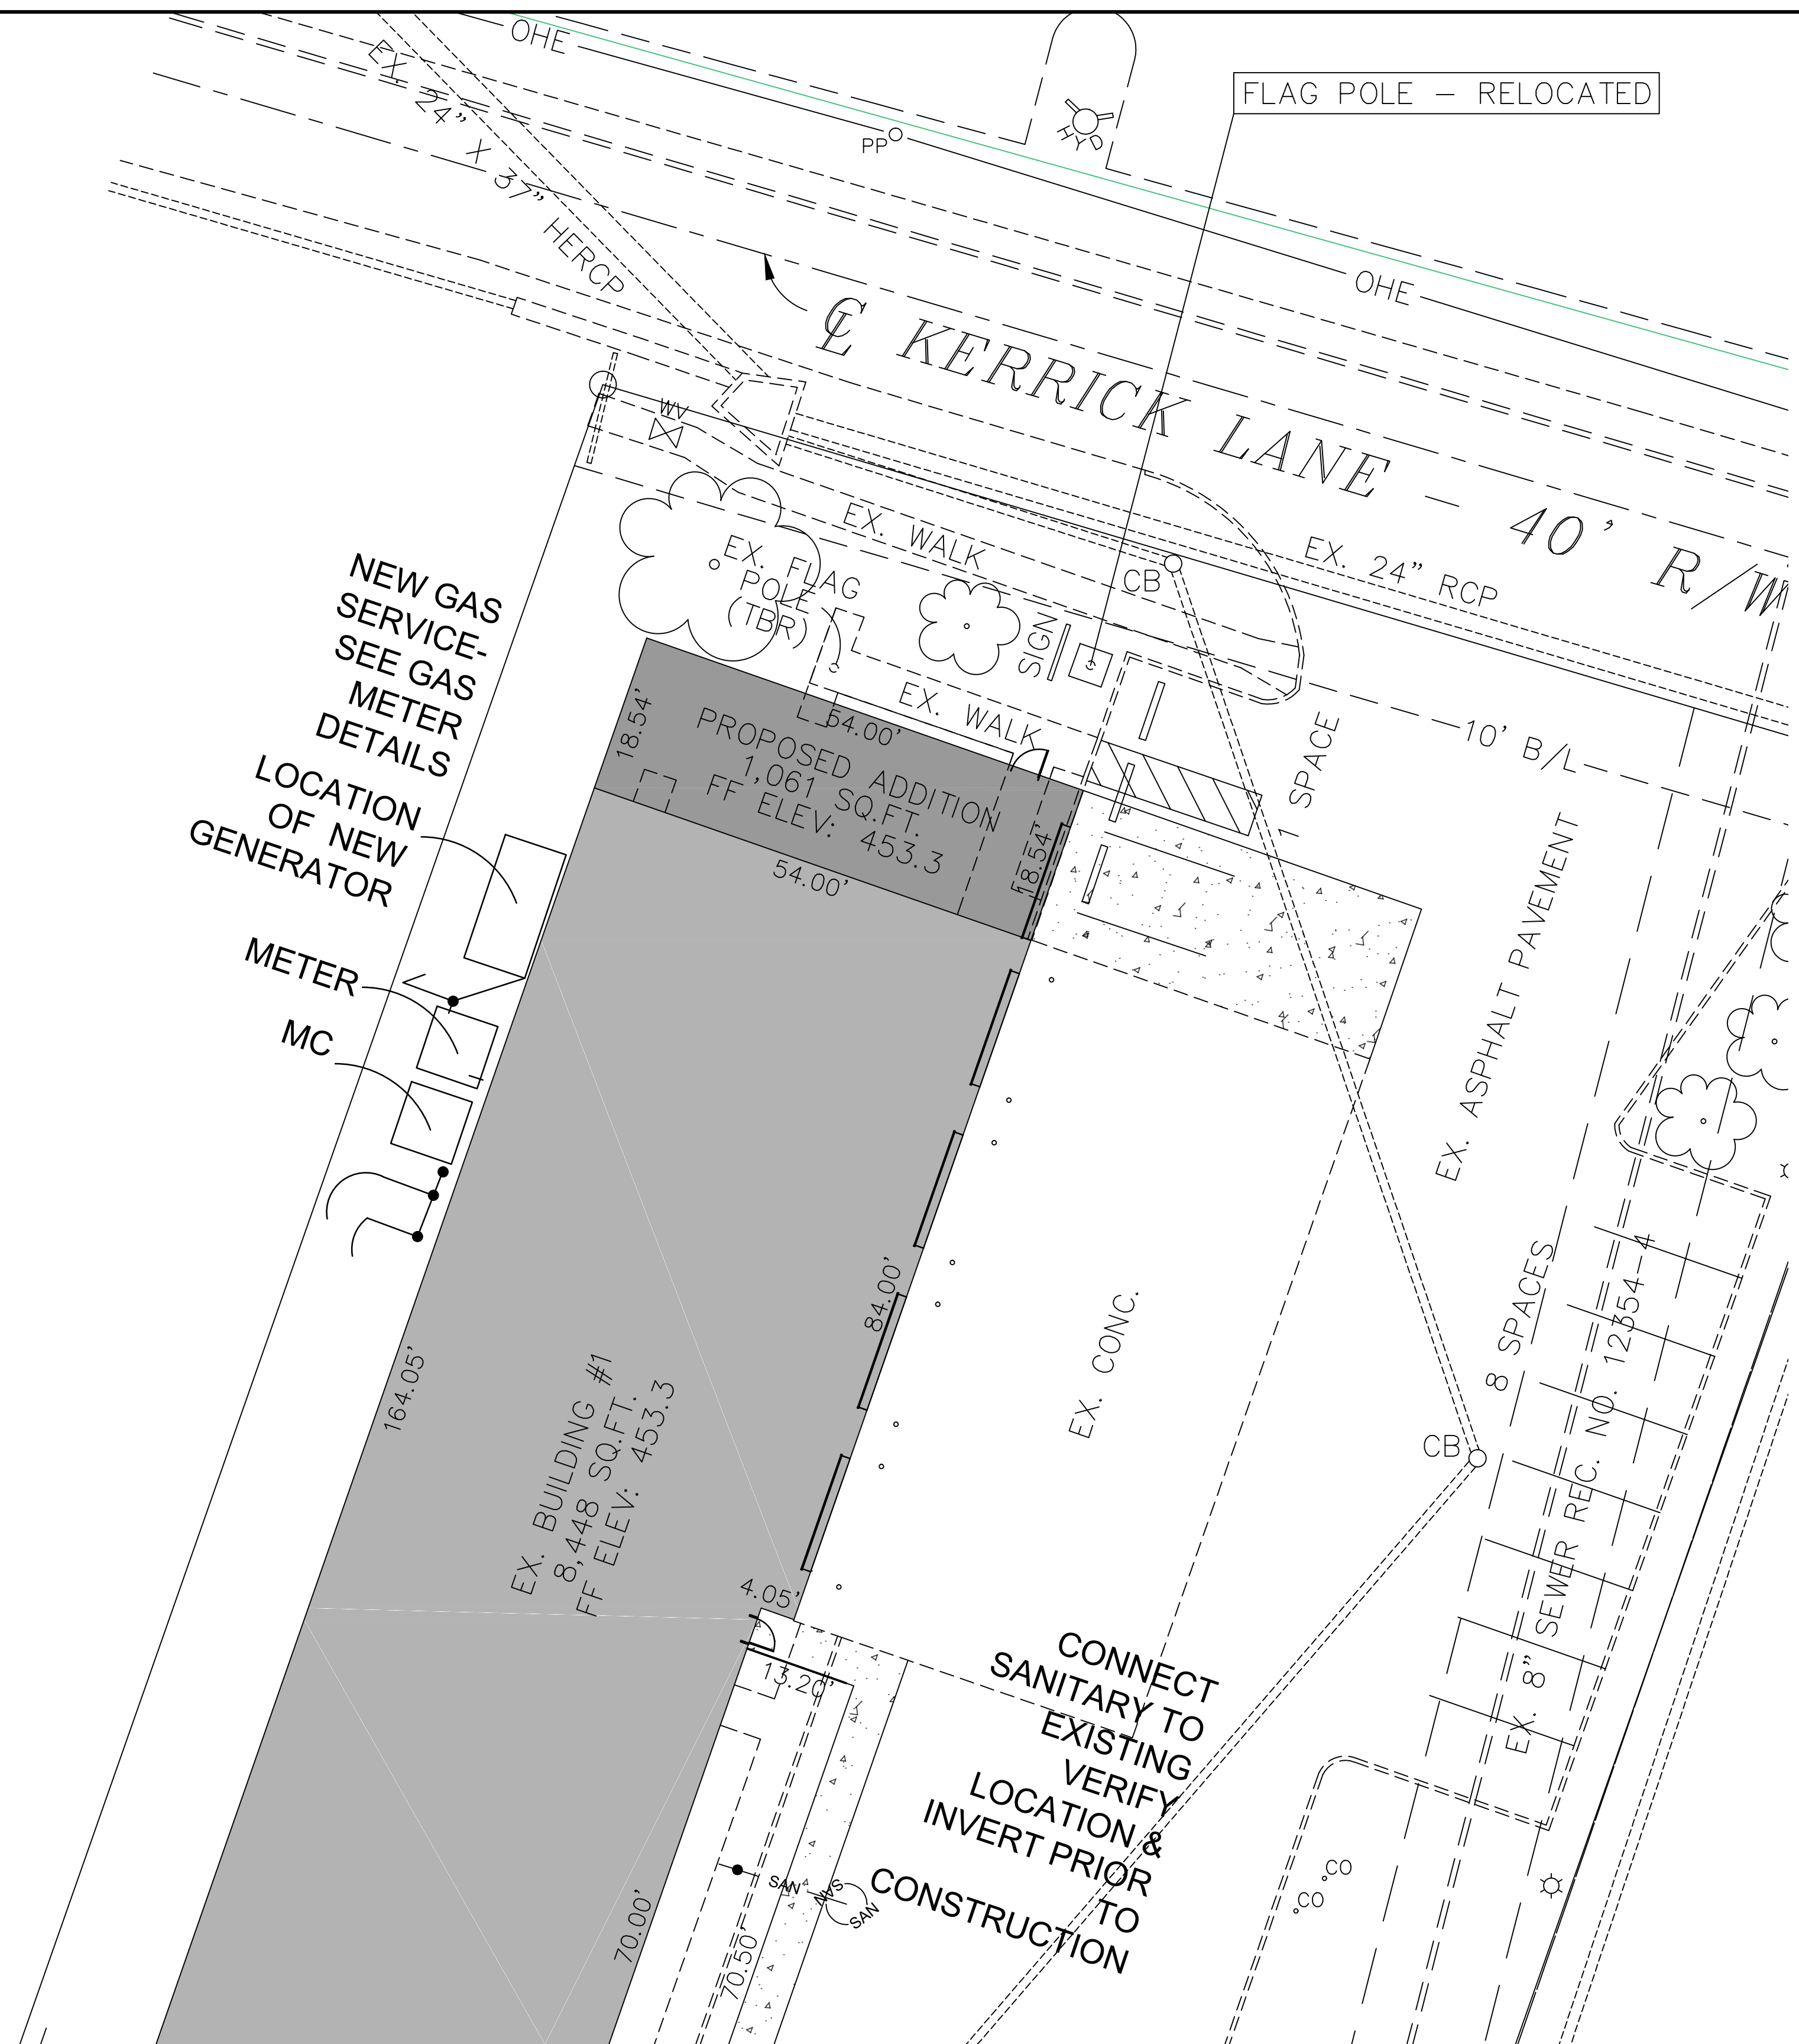 OHE
EX. 24” X 37” HERCP
PP
HYD
FLAG POLE – RELOCATED
OHE
℄ KERRICK LANE – 40’ R/W
WV
EX. WALK
CB
EX. 24” RCP
EX. FLAG
POLE
(TBR)
SIGN
EX. WALK
10’ B/L
1 SPACE
NEW GAS
SERVICE-
SEE GAS
METER
DETAILS
18.54’
54.00’
PROPOSED ADDITION
1,061 SQ.FT.
FF ELEV: 453.3
18.54’
54.00’
LOCATION
OF NEW
GENERATOR
METER
MC
EX. ASPHALT PAVEMENT
84.00’
EX. CONC.
8 SPACES
EX. 8” SEWER REC. NO. 12354-4
164.05’
EX. BUILDING #1
8,448 SQ.FT.
FF ELEV: 453.3
CB
4.05’
13.20’
CONNECT
SANITARY TO
EXISTING
VERIFY
LOCATION &
INVERT PRIOR
TO
CONSTRUCTION
SAN
SAN
SAN
CO
CO
70.00’
70.50’